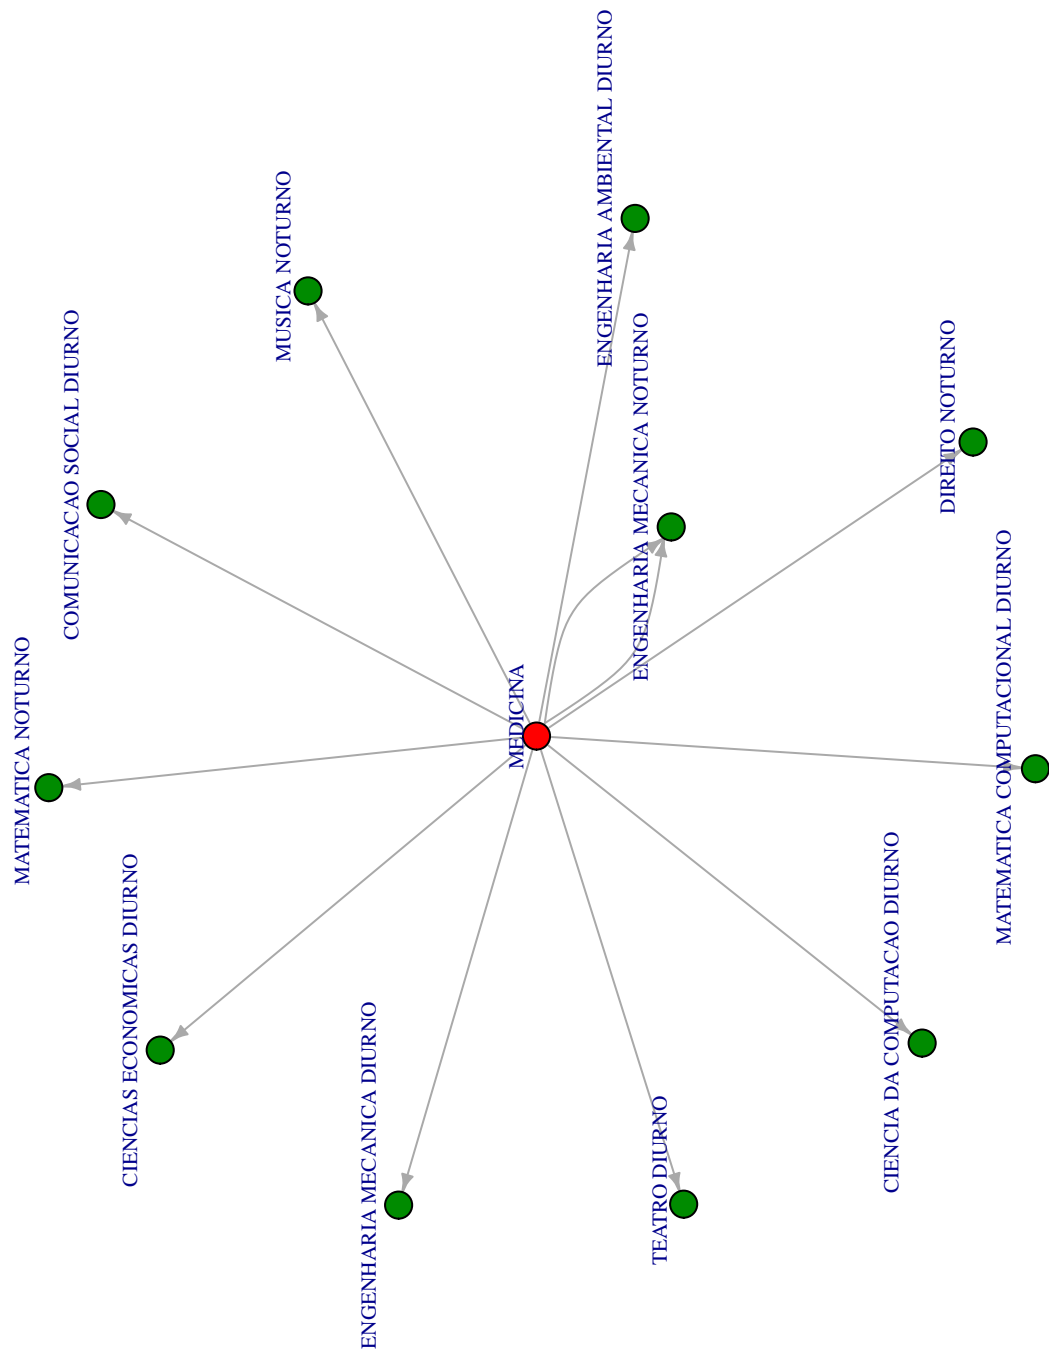 ENGENHARIA AMBIENTAL DIURNO
MUSICA NOTURNO
COMUNICACAO SOCIAL DIURNO
ENGENHARIA MECANICA NOTURNO
DIREITO NOTURNO
MATEMATICA COMPUTACIONAL DIURNO
MATEMATICA NOTURNO
MEDICINA
CIENCIA DA COMPUTACAO DIURNO
CIENCIAS ECONOMICAS DIURNO
ENGENHARIA MECANICA DIURNO
TEATRO DIURNO